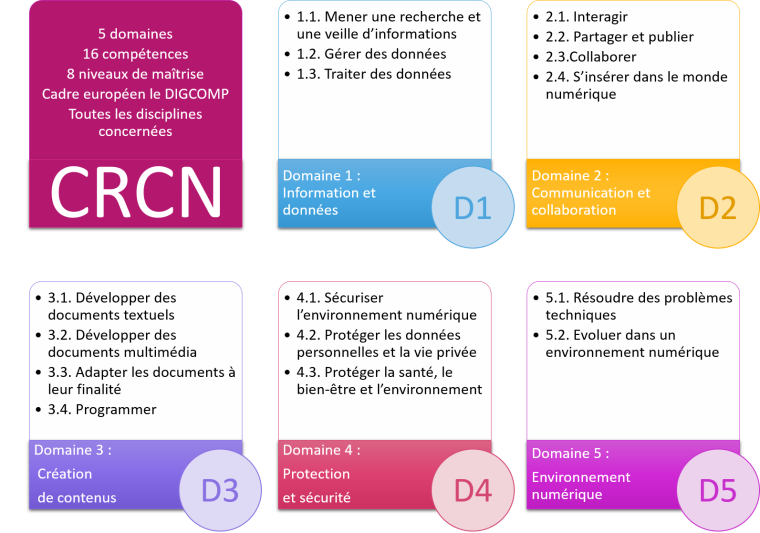 5 domaines
16 compétences
8 niveaux de maîtrise
Cadre européen le DIGCOMP
Toutes les disciplines
concernées
CRCN
• 1.1. Mener une recherche et
une veille d’informations
• 1.2. Gérer des données
• 1.3. Traiter des données
Domaine 1 :
Information et
données
D1
• 2.1. Interagir
• 2.2. Partager et publier
• 2.3.Collaborer
• 2.4. S’insérer dans le monde
numérique
Domaine 2 :
Communication et
collaboration
D2
• 3.1. Développer des
documents textuels
• 3.2. Développer des
documents multimédia
• 3.3. Adapter les documents à
leur finalité
• 3.4. Programmer
Domaine 3 :
Création
de contenus
D3
• 4.1. Sécuriser
l’environnement numérique
• 4.2. Protéger les données
personnelles et la vie privée
• 4.3. Protéger la santé, le
bien-être et l’environnement
Domaine 4 :
Protection
et sécurité
D4
• 5.1. Résoudre des problèmes
techniques
• 5.2. Evoluer dans un
environnement numérique
Domaine 5 :
Environnement
numérique
D5